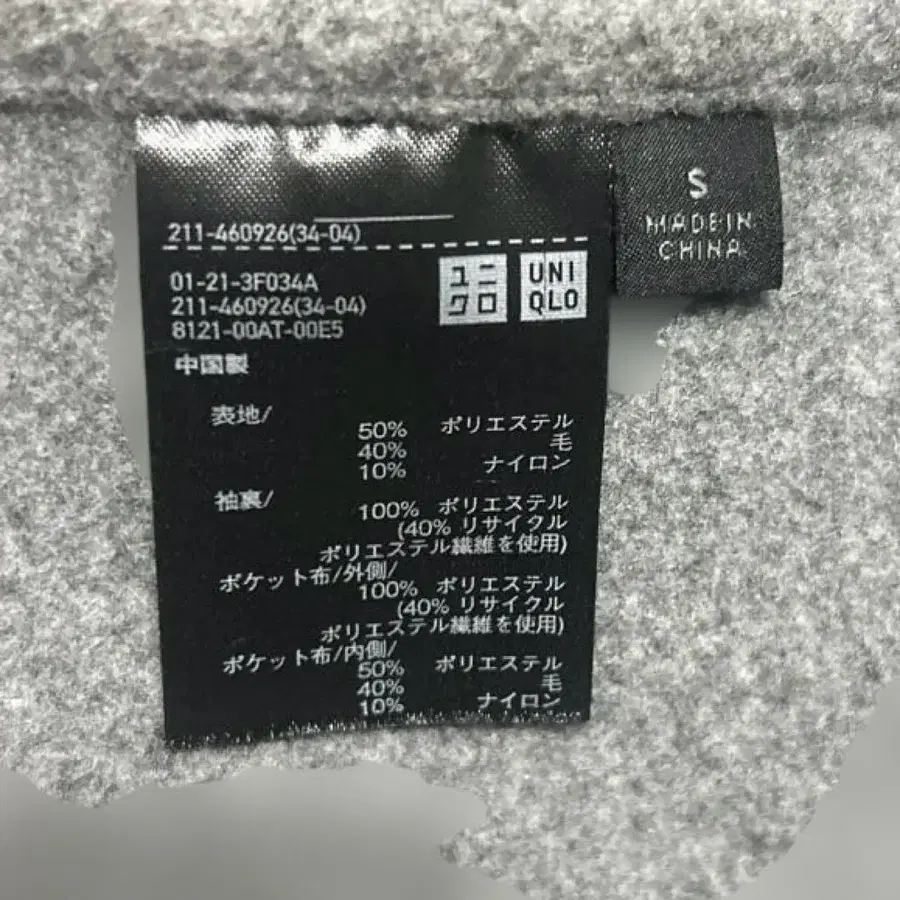 211-460926(34-04)
01-21-3F034A
211-460926(34-04)
8121-00AT-00E5
ユニ
クロ
UNI
QLO
中国製
表地/
50% ポリエステル
40% 毛
10% ナイロン
袖裏/
100% ポリエステル
(40% リサイクル
ポリエステル繊維を使用)
ポケット布/外側/
100% ポリエステル
(40% リサイクル
ポリエステル繊維を使用)
ポケット布/内側/
50% ポリエステル
40% 毛
10% ナイロン
S
MADE IN
CHINA